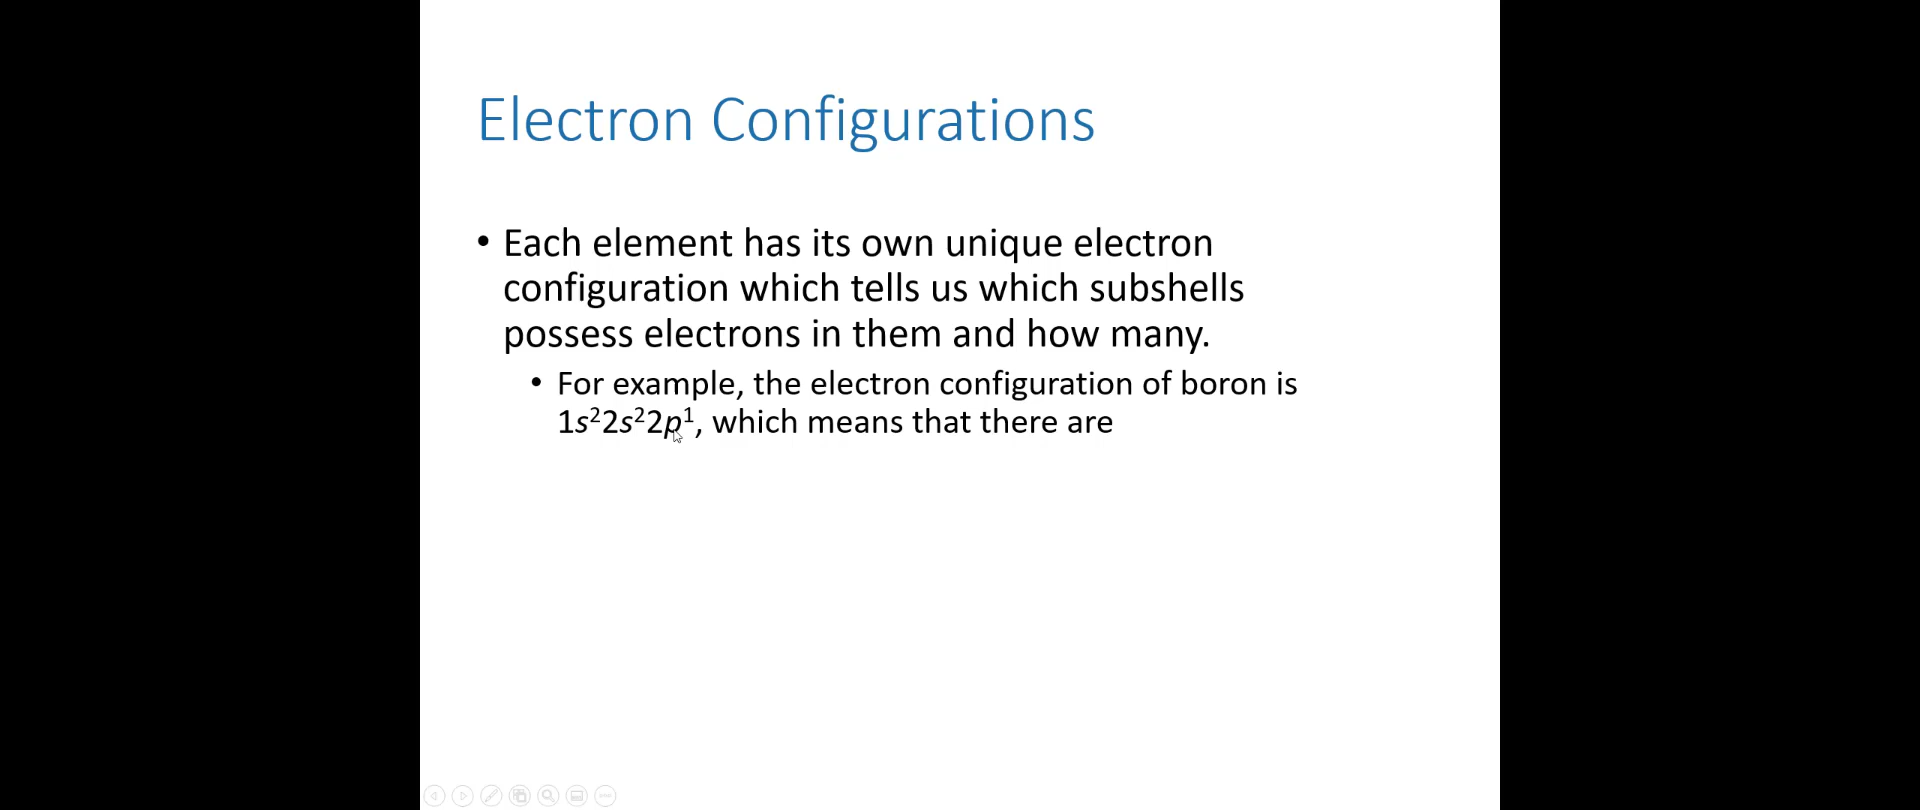 Electron Configurations
• Each element has its own unique electron
configuration which tells us which subshells
possess electrons in them and how many.
• For example, the electron configuration of boron is
1s²2s²2p¹, which means that there are